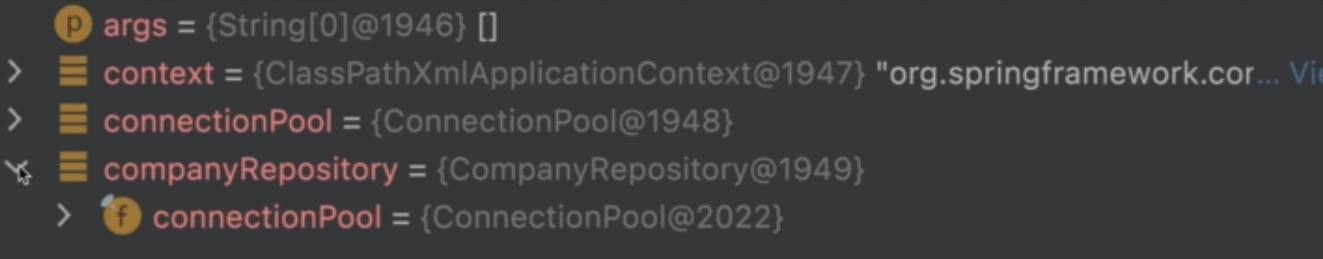 p args = {String[0]@1946} []
context = {ClassPathXmlApplicationContext@1947} "org.springframework.cor... Vie
connectionPool = {ConnectionPool@1948}
companyRepository = {CompanyRepository@1949}
f connectionPool = {ConnectionPool@2022}